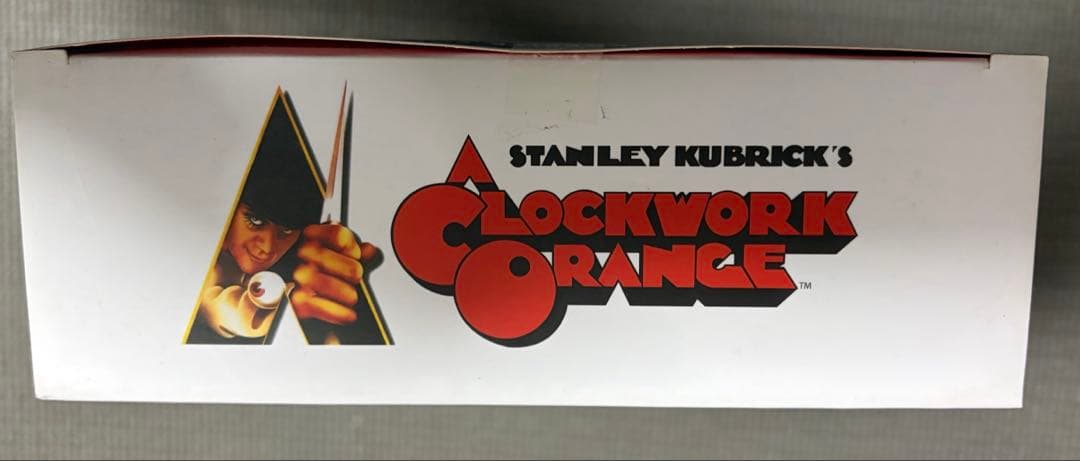 STANLEY KUBRICK'S
A CLOCKWORK
ORANGE™